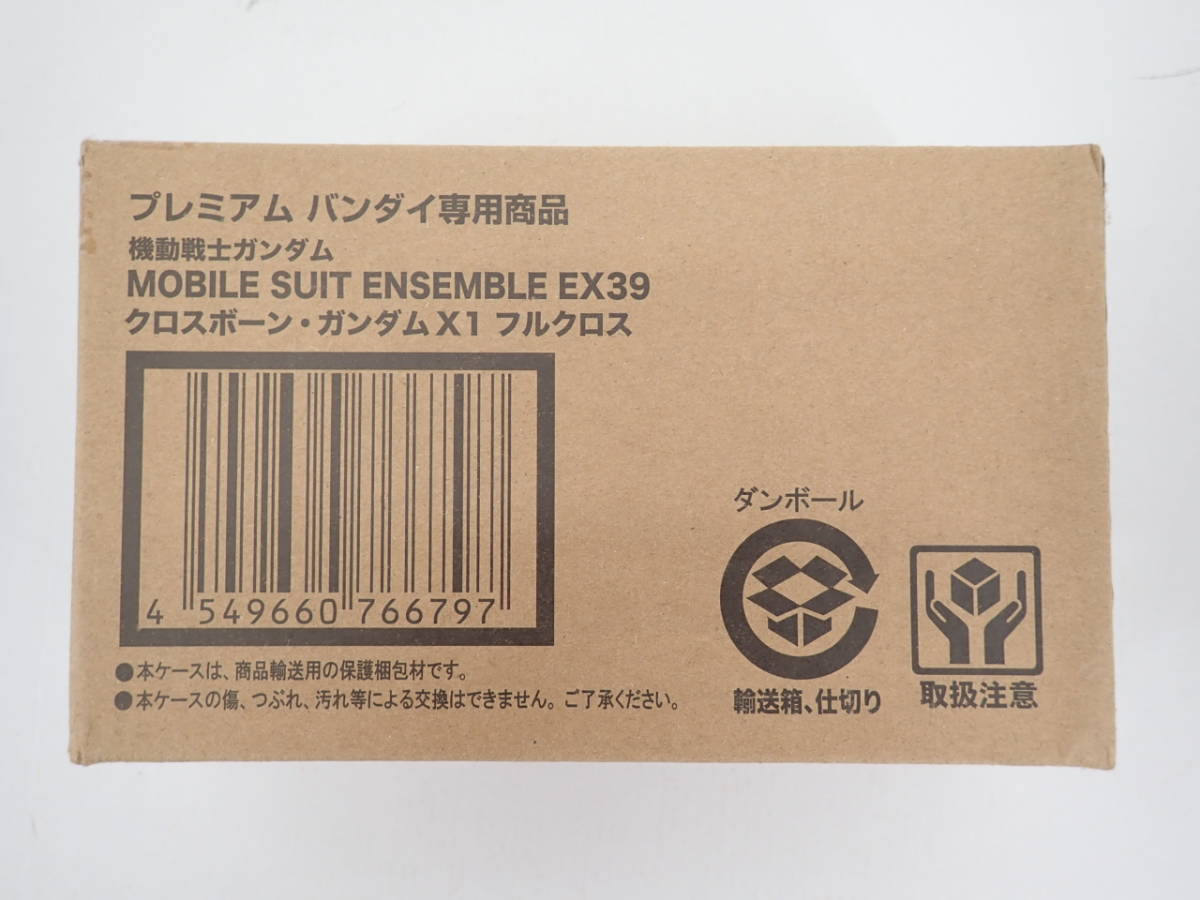 プレミアム バンダイ専用商品
機動戦士ガンダム
MOBILE SUIT ENSEMBLE EX39
クロスボーン・ガンダムX1 フルクロス
4 549660 766797
●本ケースは、商品輸送用の保護梱包材です。
●本ケースの傷、つぶれ、汚れ等による交換はできません。ご了承ください。
ダンボール
輸送箱、仕切り
取扱注意